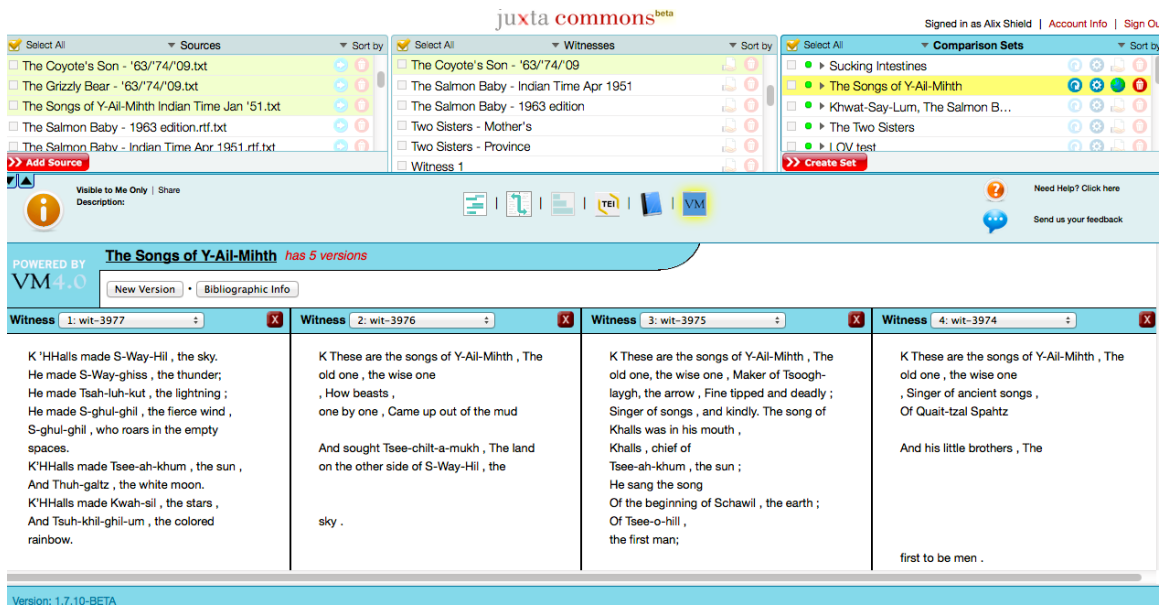 juxta commons beta
Signed in as Alix Shield | Account Info | Sign Ou
Select All Sources Sort by
The Coyote's Son - '63/'74/'09.txt
The Grizzly Bear - '63/'74/'09.txt
The Songs of Y-Ail-Mihth Indian Time Jan '51.txt
The Salmon Baby - 1963 edition.rtf.txt
The Salmon Baby - Indian Time Apr 1951.rtf.txt
Add Source
Select All Witnesses Sort by
The Coyote's Son - '63/'74/'09
The Salmon Baby - Indian Time Apr 1951
The Salmon Baby - 1963 edition
Two Sisters - Mother's
Two Sisters - Province
Witness 1
Select All Comparison Sets Sort by
Sucking Intestines
The Songs of Y-Ail-Mihth
Khwat-Say-Lum, The Salmon B...
The Two Sisters
LOV test
Create Set
Visible to Me Only | Share
Description:
TEI
VM
Need Help? Click here
Send us your feedback
POWERED BY
VM4.0
The Songs of Y-Ail-Mihth has 5 versions
New Version • Bibliographic Info
Witness 1: wit-3977 X
K 'HHalls made S-Way-Hil , the sky.
He made S-Way-ghiss , the thunder;
He made Tsah-luh-kut , the lightning ;
He made S-ghul-ghil , the fierce wind ,
S-ghul-ghil , who roars in the empty
spaces.
K'HHalls made Tsee-ah-khum , the sun ,
And Thuh-galtz , the white moon.
K'HHalls made Kwah-sil , the stars ,
And Tsuh-khil-ghil-um , the colored
rainbow.
Witness 2: wit-3976 X
K These are the songs of Y-Ail-Mihth , The
old one , the wise one
, How beasts ,
one by one , Came up out of the mud
And sought Tsee-chilt-a-mukh , The land
on the other side of S-Way-Hil , the
sky .
Witness 3: wit-3975 X
K These are the songs of Y-Ail-Mihth , The
old one, the wise one , Maker of Tsoogh-
laygh, the arrow , Fine tipped and deadly ;
Singer of songs , and kindly. The song of
Khalls was in his mouth ,
Khalls , chief of
Tsee-ah-khum , the sun ;
He sang the song
Of the beginning of Schawil , the earth ;
Of Tsee-o-hill ,
the first man;
Witness 4: wit-3974 X
K These are the songs of Y-Ail-Mihth , The
old one , the wise one
, Singer of ancient songs ,
Of Quait-tzal Spahtz
And his little brothers , The
first to be men .
Version: 1.7.10-BETA